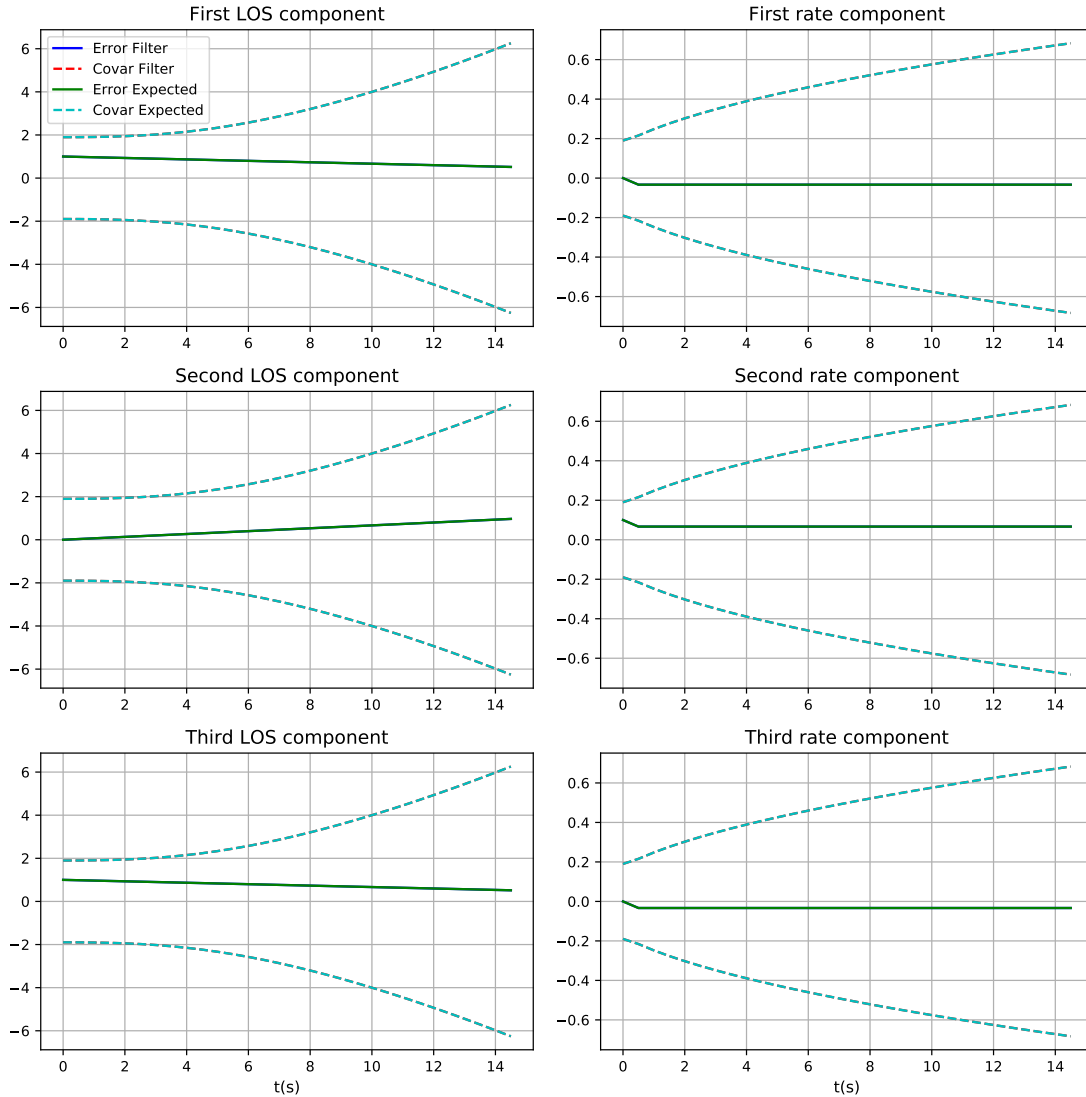 First LOS component
6
4
2
0
−2
−4
−6
Error Filter
Covar Filter
Error Expected
Covar Expected
0 2 4 6 8 10 12 14
First rate component
0.6
0.4
0.2
0.0
−0.2
−0.4
−0.6
0 2 4 6 8 10 12 14
Second LOS component
6
4
2
0
−2
−4
−6
0 2 4 6 8 10 12 14
Second rate component
0.6
0.4
0.2
0.0
−0.2
−0.4
−0.6
0 2 4 6 8 10 12 14
Third LOS component
6
4
2
0
−2
−4
−6
0 2 4 6 8 10 12 14
t(s)
Third rate component
0.6
0.4
0.2
0.0
−0.2
−0.4
−0.6
0 2 4 6 8 10 12 14
t(s)